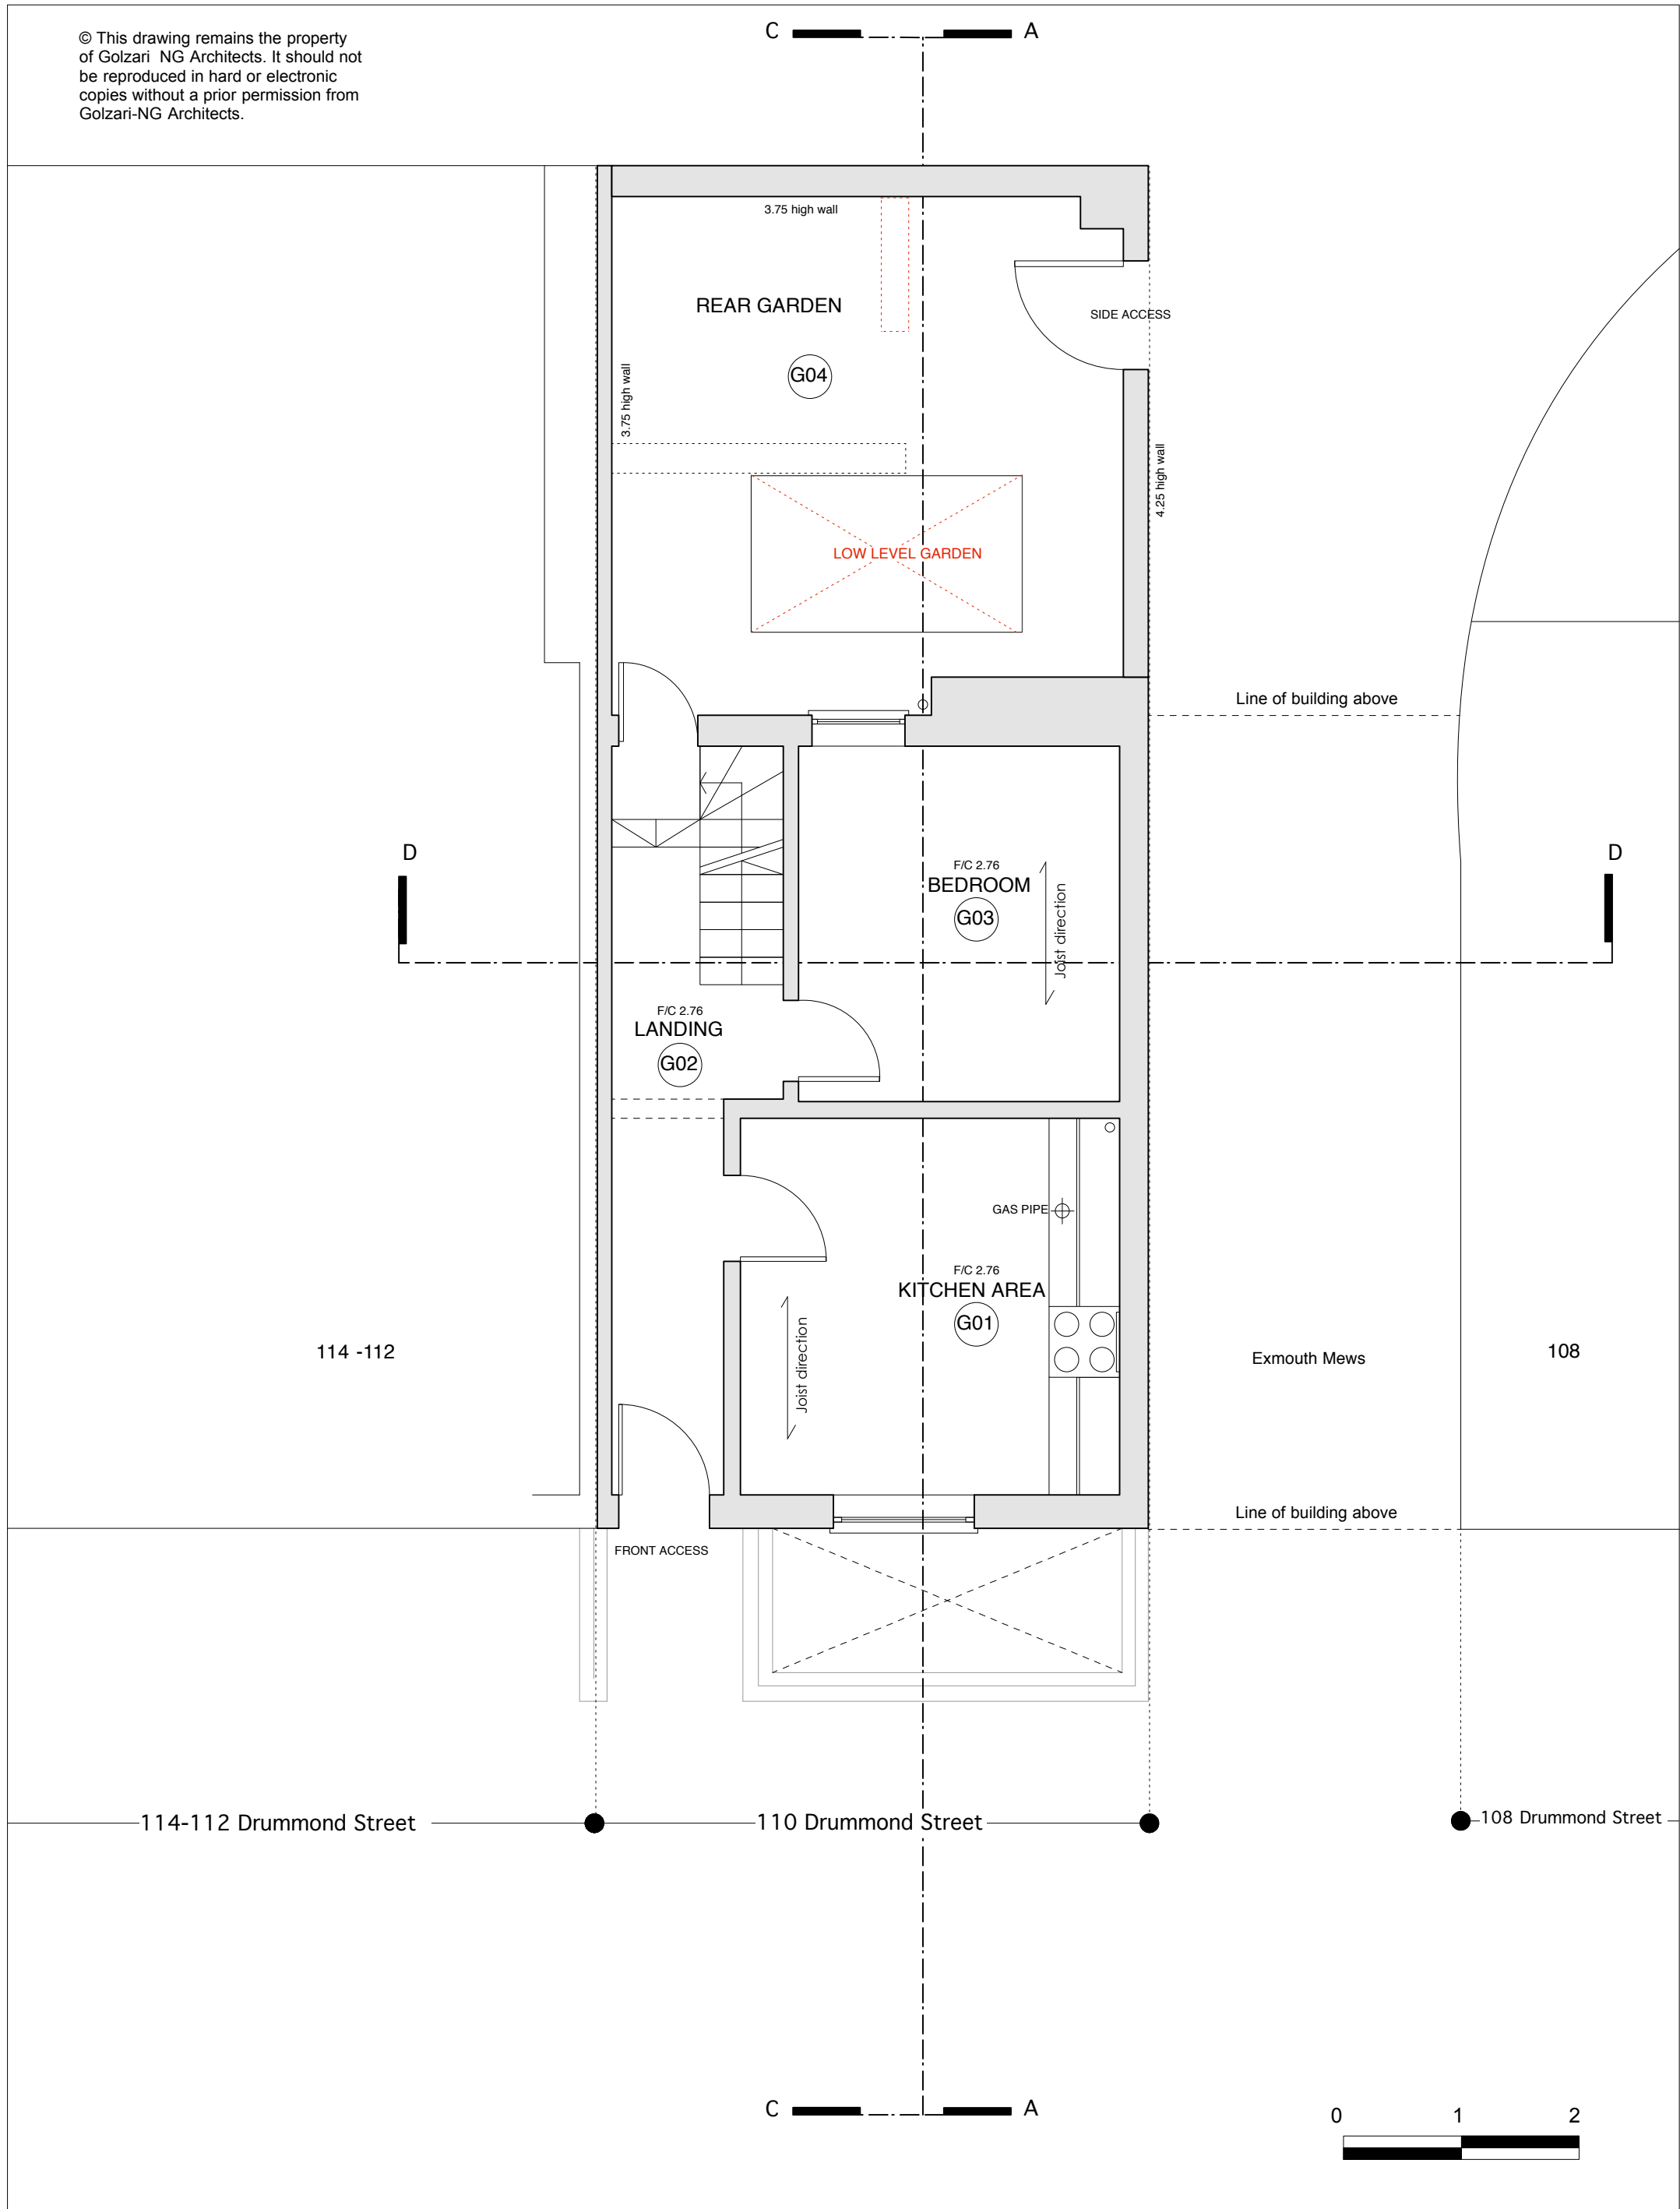 © This drawing remains the property
of Golzari NG Architects. It should not
be reproduced in hard or electronic
copies without a prior permission from
Golzari-NG Architects.
C A
3.75 high wall
REAR GARDEN
SIDE ACCESS
G04
3.75 high wall
4.25 high wall
LOW LEVEL GARDEN
Line of building above
D D
F/C 2.76
BEDROOM
G03
Joist direction
F/C 2.76
LANDING
G02
GAS PIPE
F/C 2.76
KITCHEN AREA
G01
Joist direction
114 -112
Exmouth Mews
108
Line of building above
FRONT ACCESS
114-112 Drummond Street
110 Drummond Street
108 Drummond Street
C A
0 1 2